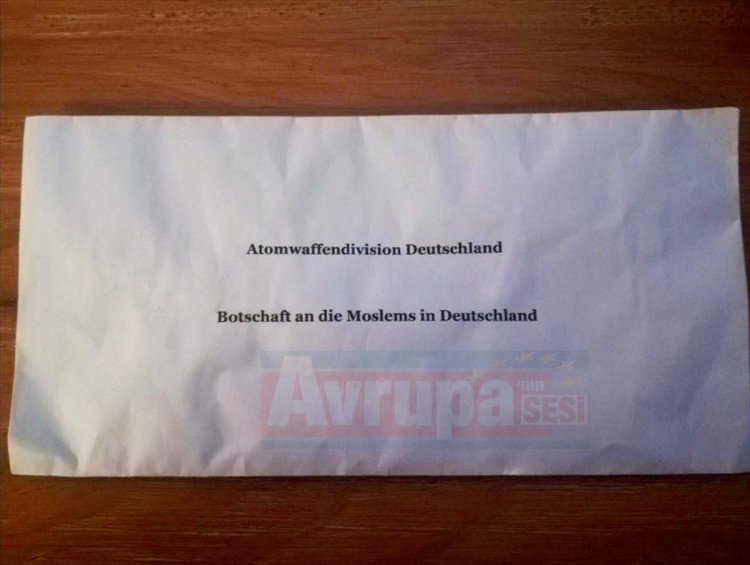 Atomwaffendivision Deutschland
Botschaft an die Moslems in Deutschland
Avrupa'nın SESİ